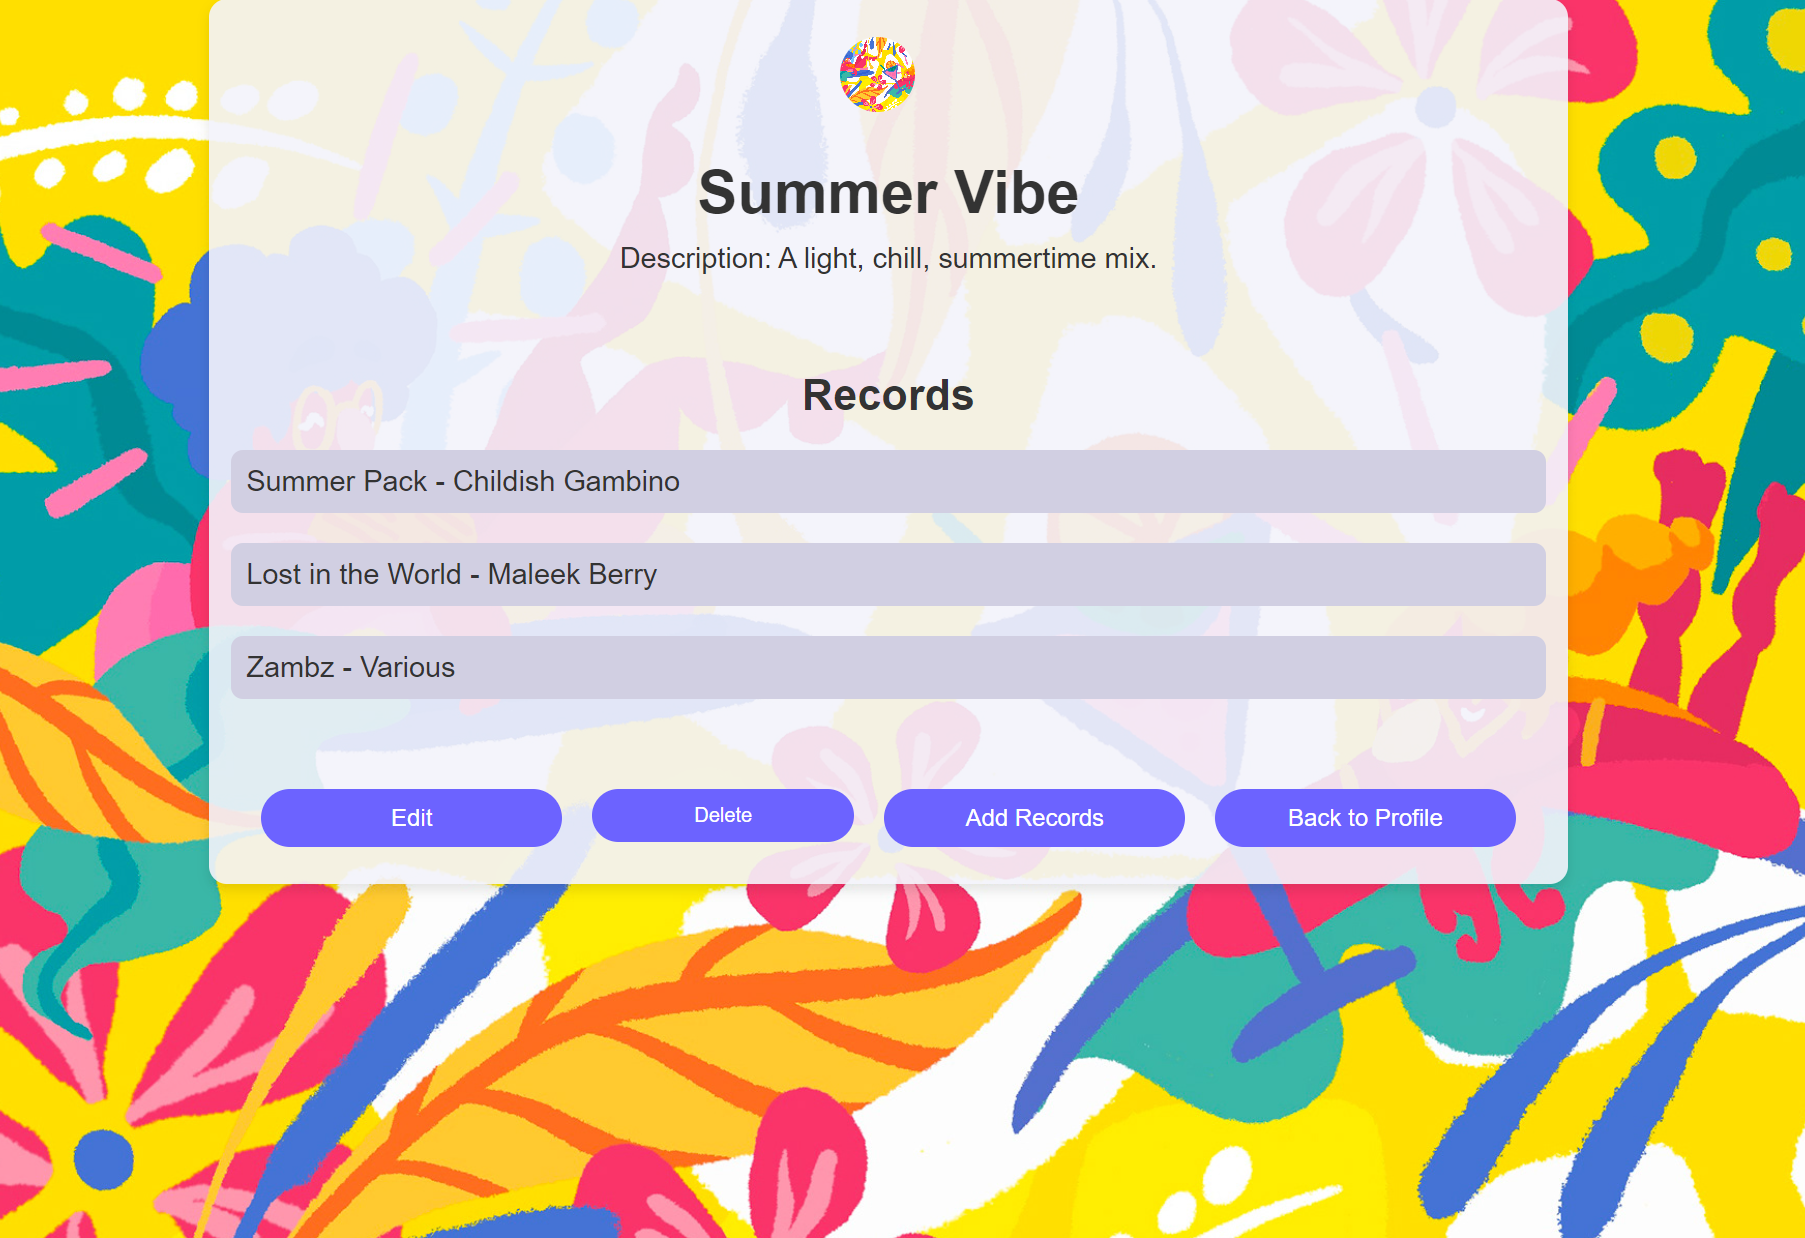 Summer Vibe
Description: A light, chill, summertime mix.
Records
Summer Pack - Childish Gambino
Lost in the World - Maleek Berry
Zambz - Various
Edit
Delete
Add Records
Back to Profile